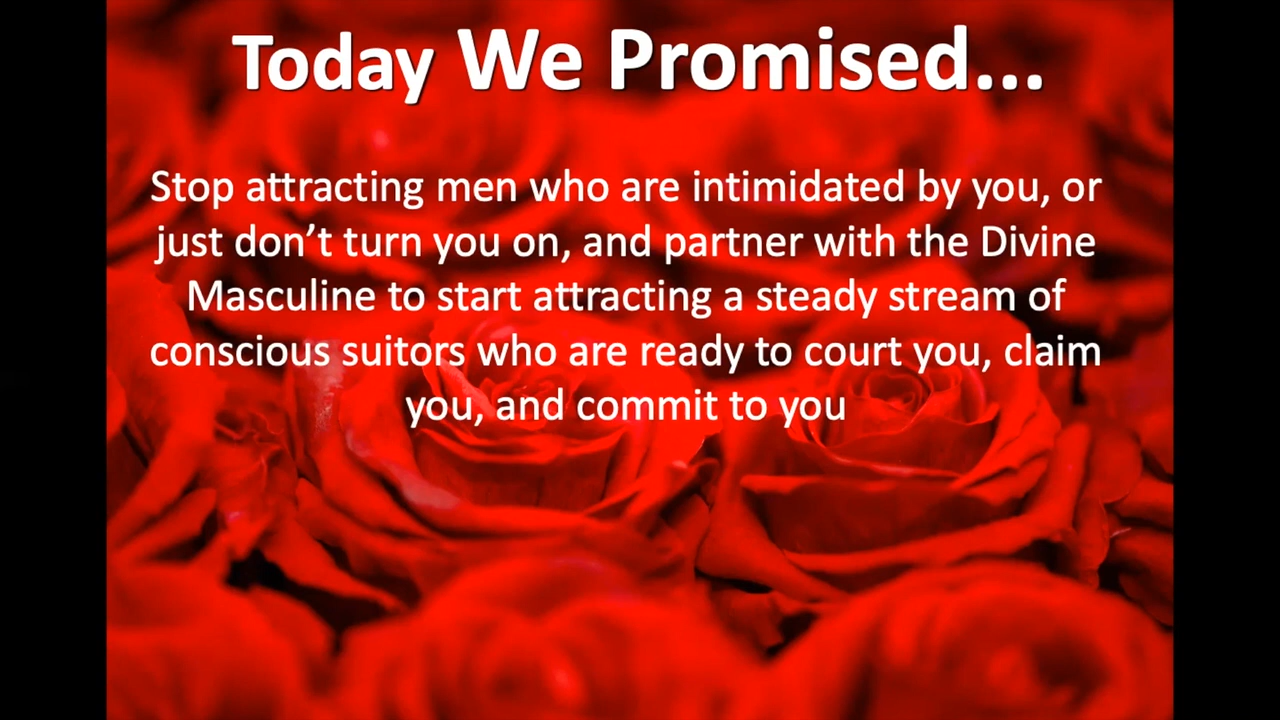 Today We Promised...
Stop attracting men who are intimidated by you, or
just don’t turn you on, and partner with the Divine
Masculine to start attracting a steady stream of
conscious suitors who are ready to court you, claim
you, and commit to you